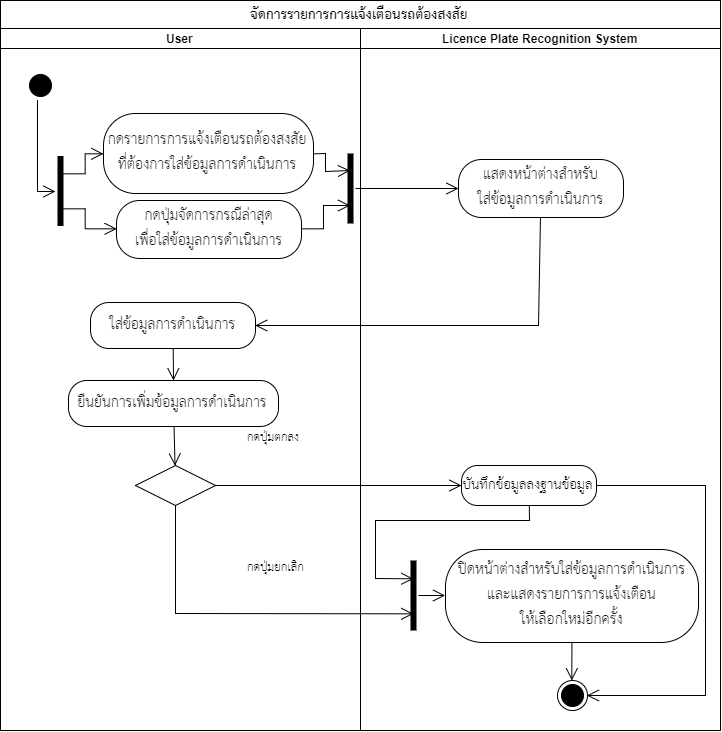 จัดการรายการการแจ้งเตือนรถต้องสงสัย
User
Licence Plate Recognition System
กดรายการการแจ้งเตือนรถต้องสงสัย
ที่ต้องการใส่ข้อมูลการดำเนินการ
กดปุ่มจัดการกรณีล่าสุด
เพื่อใส่ข้อมูลการดำเนินการ
แสดงหน้าต่างสำหรับ
ใส่ข้อมูลการดำเนินการ
ใส่ข้อมูลการดำเนินการ
ยืนยันการเพิ่มข้อมูลการดำเนินการ
กดปุ่มตกลง
บันทึกข้อมูลลงฐานข้อมูล
กดปุ่มยกเลิก
ปิดหน้าต่างสำหรับใส่ข้อมูลการดำเนินการ
และแสดงรายการการแจ้งเตือน
ให้เลือกใหม่อีกครั้ง